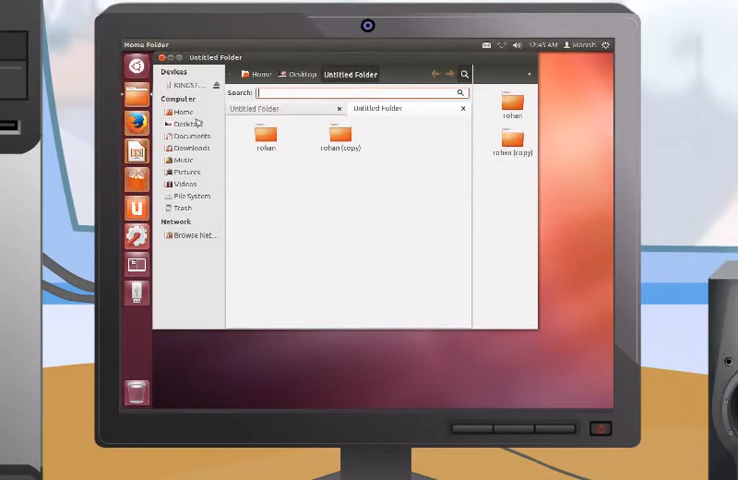 Home Folder
12:43 AM Manish
Untitled Folder
Devices
KINGST...
Home Desktop Untitled Folder
Computer
Search:
Untitled Folder Untitled Folder
Home
Desktop
Documents
Downloads
Music
Pictures
Videos
File System
Trash
Network
Browse Net...
rohan
rohan (copy)
rohan
rohan (copy)